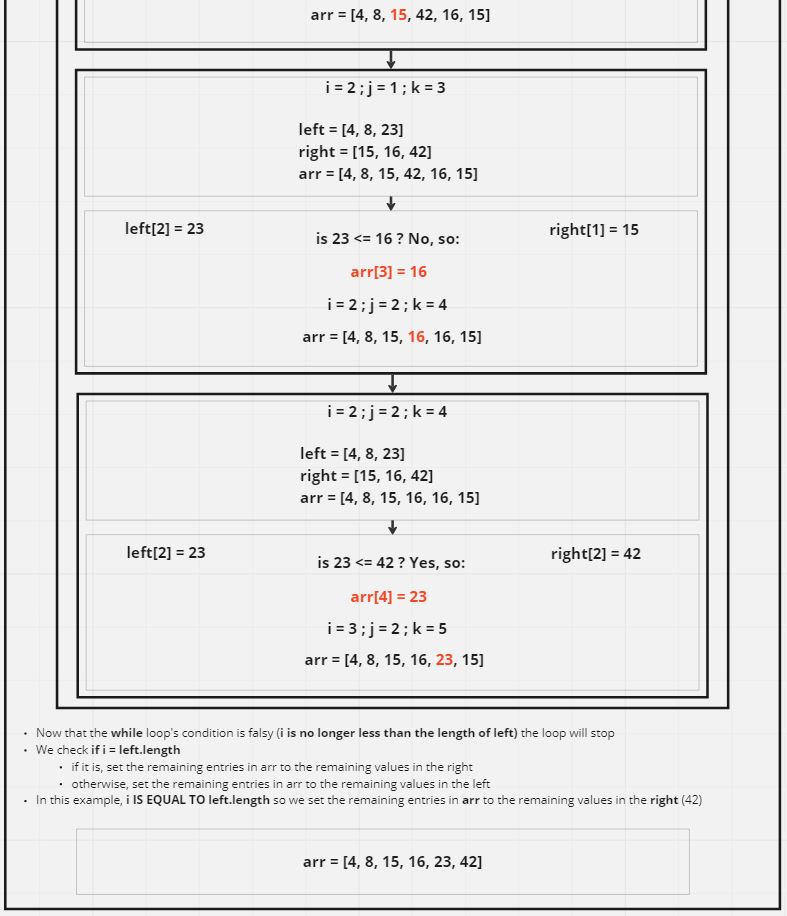 arr = [4, 8, 15, 42, 16, 15]
i = 2 ; j = 1 ; k = 3
left = [4, 8, 23]
right = [15, 16, 42]
arr = [4, 8, 15, 42, 16, 15]
left[2] = 23
is 23 <= 16 ? No, so:
right[1] = 15
arr[3] = 16
i = 2 ; j = 2 ; k = 4
arr = [4, 8, 15, 16, 16, 15]
i = 2 ; j = 2 ; k = 4
left = [4, 8, 23]
right = [15, 16, 42]
arr = [4, 8, 15, 16, 16, 15]
left[2] = 23
is 23 <= 42 ? Yes, so:
right[2] = 42
arr[4] = 23
i = 3 ; j = 2 ; k = 5
arr = [4, 8, 15, 16, 23, 15]
• Now that the while loop's condition is falsy (i is no longer less than the length of left) the loop will stop
• We check if i = left.length
• if it is, set the remaining entries in arr to the remaining values in the right
• otherwise, set the remaining entries in arr to the remaining values in the left
• In this example, i IS EQUAL TO left.length so we set the remaining entries in arr to the remaining values in the right (42)
arr = [4, 8, 15, 16, 23, 42]